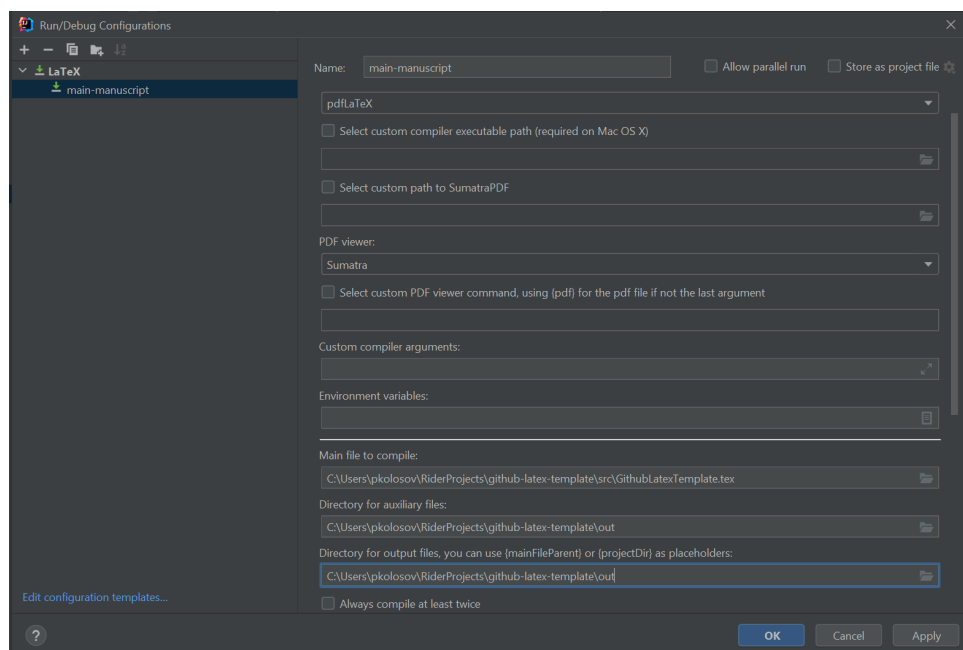 Run/Debug Configurations
LaTeX
main-manuscript
Name: main-manuscript Allow parallel run Store as project file
pdfLaTeX
Select custom compiler executable path (required on Mac OS X)
Select custom path to SumatraPDF
PDF viewer:
Sumatra
Select custom PDF viewer command, using {pdf} for the pdf file if not the last argument
Custom compiler arguments:
Environment variables:
Main file to compile:
C:\Users\pkolosov\RiderProjects\github-latex-template\src\GithubLatexTemplate.tex
Directory for auxiliary files:
C:\Users\pkolosov\RiderProjects\github-latex-template\out
Directory for output files, you can use {mainFileParent} or {projectDir} as placeholders:
C:\Users\pkolosov\RiderProjects\github-latex-template\out
Always compile at least twice
Edit configuration templates...
? OK Cancel Apply